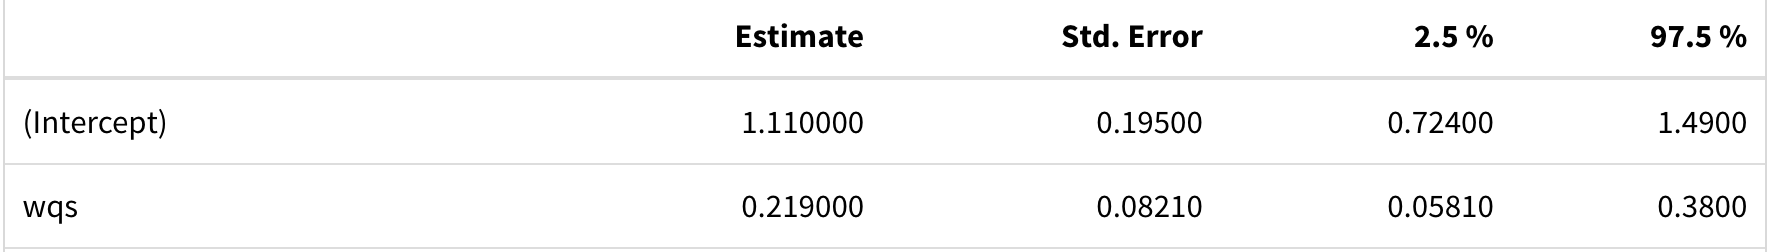 Estimate Std. Error 2.5 % 97.5 %
(Intercept) 1.110000 0.19500 0.72400 1.4900
wqs 0.219000 0.08210 0.05810 0.3800